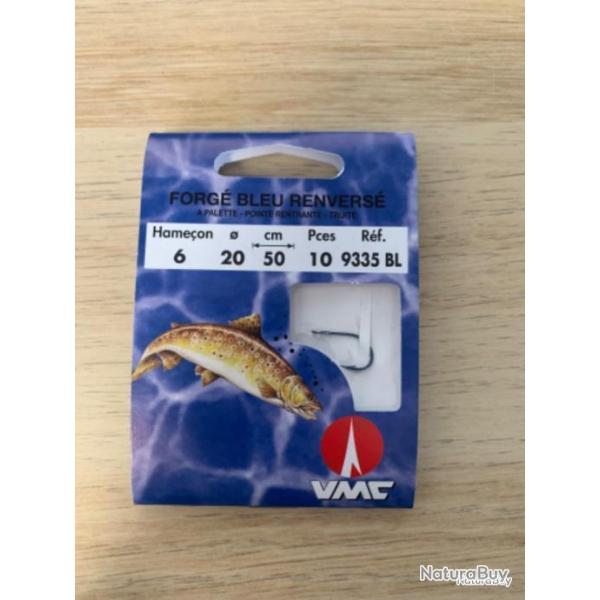 FORGÉ BLEU RENVERSÉ
A PALETTE - POINTE RENTRANTE - TRUITE
Hameçon ø cm Pces Réf.
6 20 50 10 9335 BL
VMC
NaturaBuy